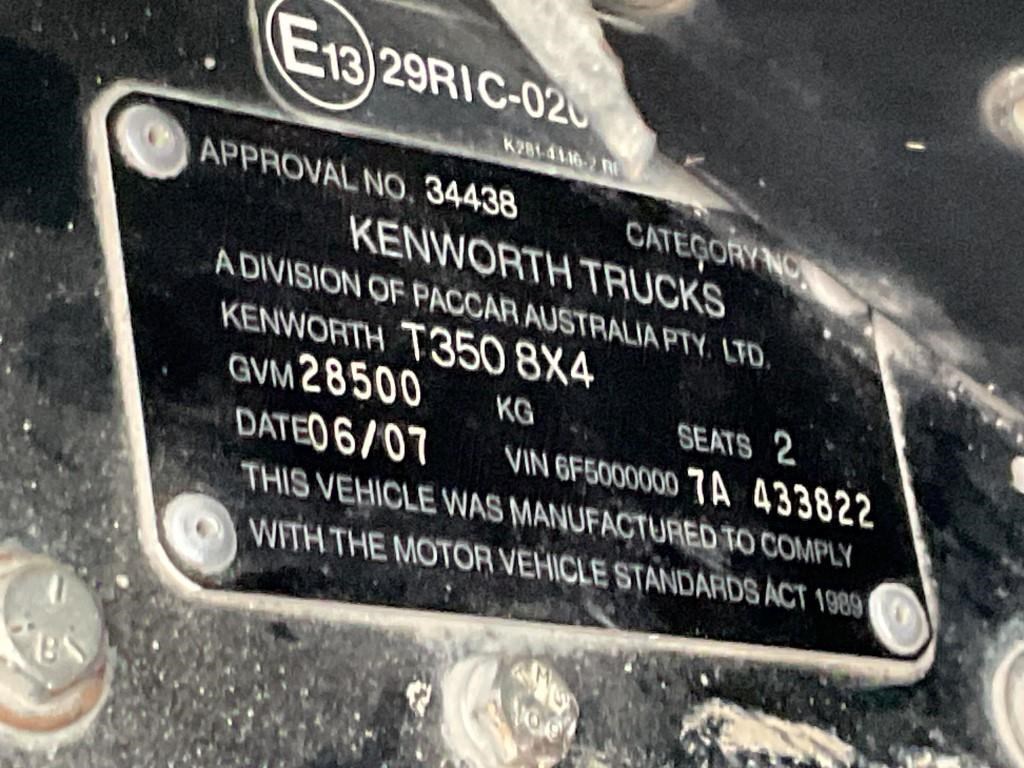 E13 29RIC-020
APPROVAL NO. 34438
CATEGORY NO.
KENWORTH TRUCKS
A DIVISION OF PACCAR AUSTRALIA PTY. LTD.
KENWORTH T350 8X4
GVM 28500 KG SEATS 2
DATE 06/07 VIN 6F5000000 7A 433822
THIS VEHICLE WAS MANUFACTURED TO COMPLY
WITH THE MOTOR VEHICLE STANDARDS ACT 1989